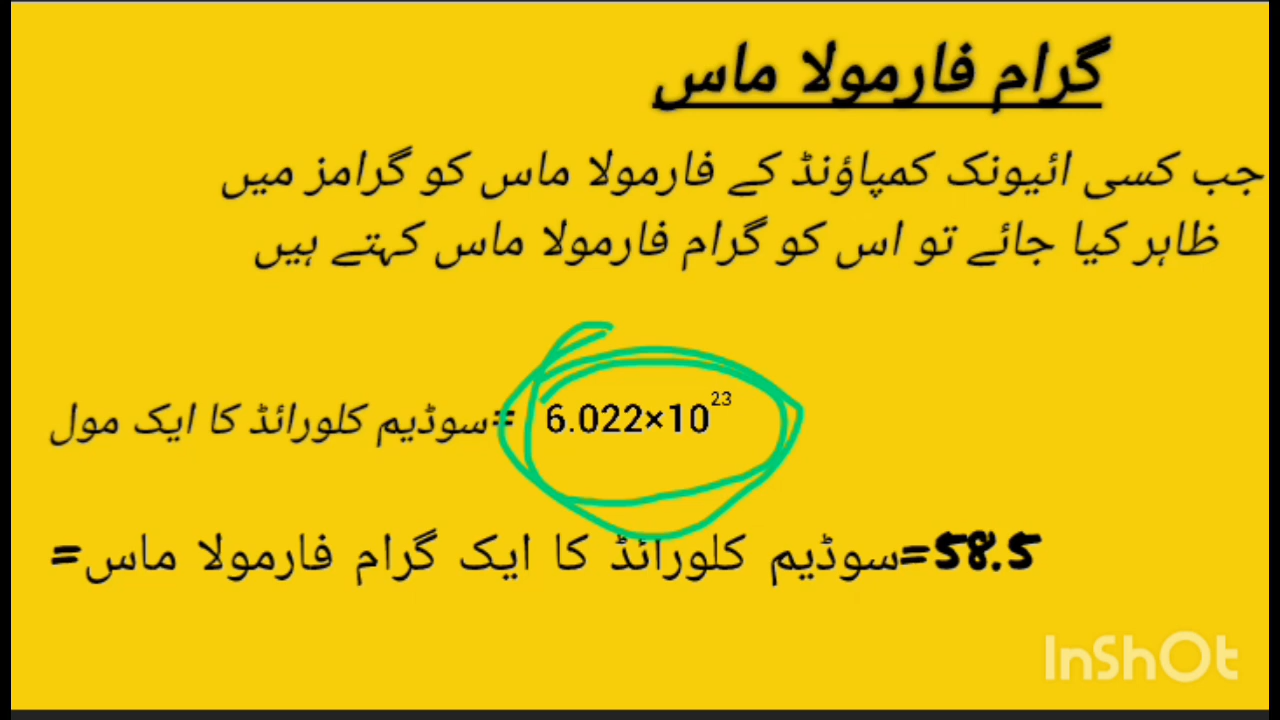 گرام فارمولا ماس
جب کسی ائیونک کمپاؤنڈ کے فارمولا ماس کو گرامز میں
ظاہر کیا جائے تو اس کو گرام فارمولا ماس کہتے ہیں
سوڈیم کلورائڈ کا ایک مول= 6.022×10²³
58.5=سوڈیم کلورائڈ کا ایک گرام فارمولا ماس=
InShOt